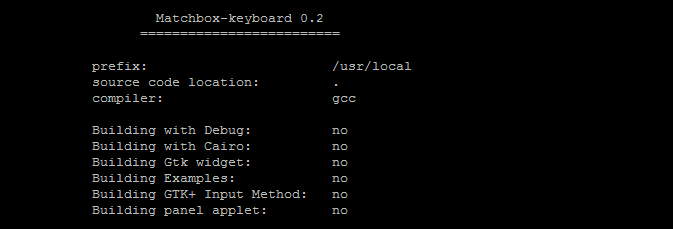 Matchbox-keyboard 0.2
=========================
prefix: /usr/local
source code location: .
compiler: gcc
Building with Debug: no
Building with Cairo: no
Building Gtk widget: no
Building Examples: no
Building GTK+ Input Method: no
Building panel applet: no